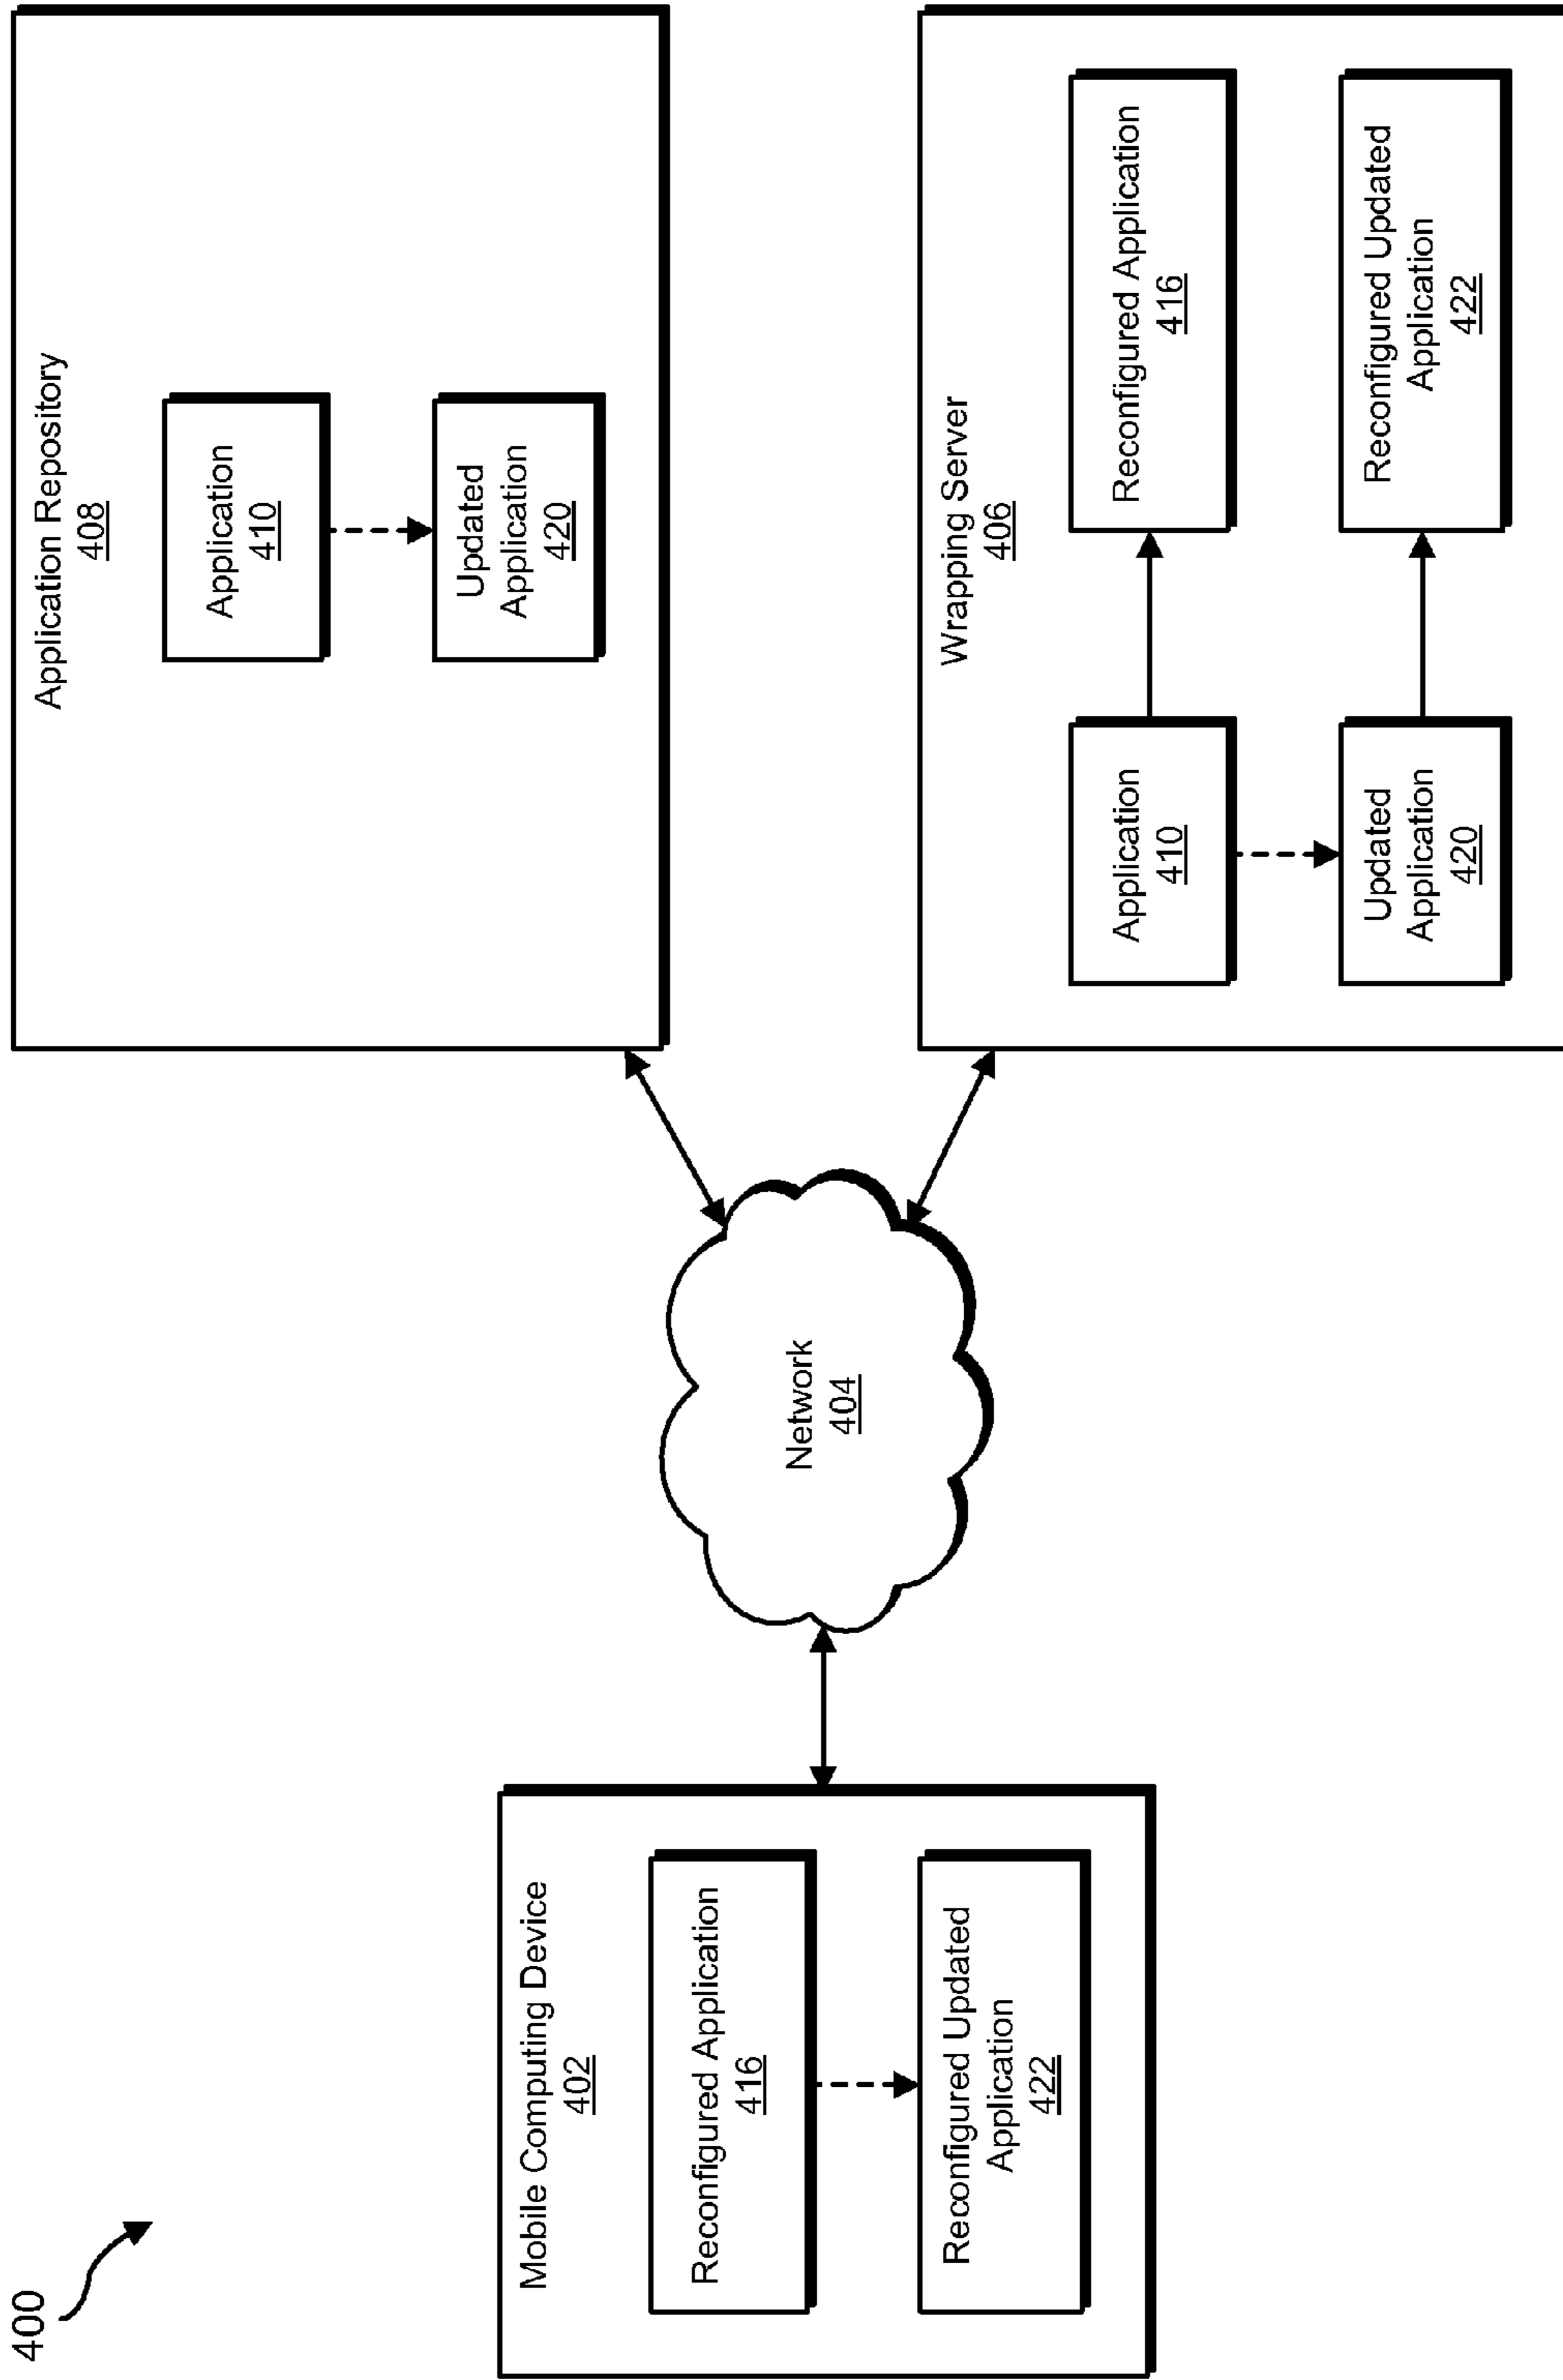 400
Mobile Computing Device
402
Reconfigured Application
416
Reconfigured Updated
Application
422
Network
404
Application Repository
408
Application
410
Updated
Application
420
Wrapping Server
406
Application
410
Reconfigured Application
416
Updated
Application
420
Reconfigured Updated
Application
422